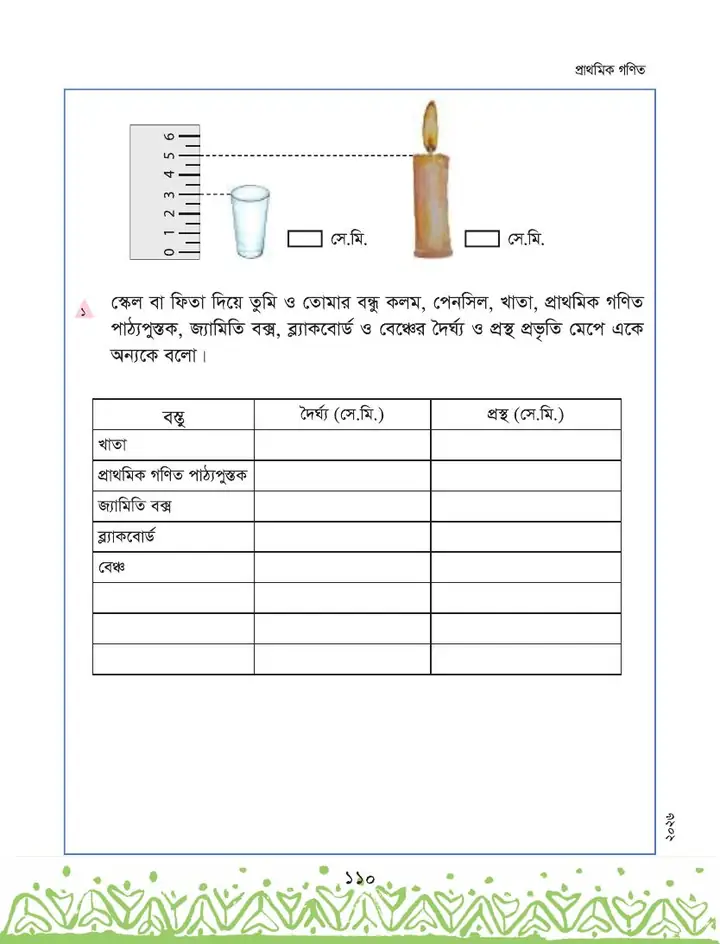 প্রাথমিক গণিত
6
5
4
3
2
1
0
সে.মি.
সে.মি.
১
স্কেল বা ফিতা দিয়ে তুমি ও তোমার বন্ধু কলম, পেনসিল, খাতা, প্রাথমিক গণিত
পাঠ্যপুস্তক, জ্যামিতি বক্স, ব্ল্যাকবোর্ড ও বেঞ্চের দৈর্ঘ্য ও প্রস্থ প্রভৃতি মেপে একে
অন্যকে বলো।
বস্তু দৈর্ঘ্য (সে.মি.) প্রস্থ (সে.মি.)
খাতা
প্রাথমিক গণিত পাঠ্যপুস্তক
জ্যামিতি বক্স
ব্ল্যাকবোর্ড
বেঞ্চ
২০২৬
১১০